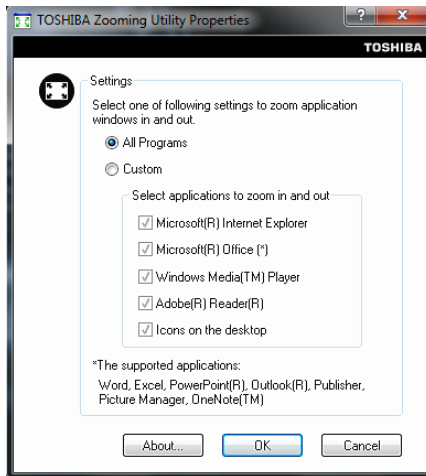 TOSHIBA Zooming Utility Properties
TOSHIBA
Settings
Select one of following settings to zoom application
windows in and out.
All Programs
Custom
Select applications to zoom in and out
Microsoft(R) Internet Explorer
Microsoft(R) Office (*)
Windows Media(TM) Player
Adobe(R) Reader(R)
Icons on the desktop
*The supported applications:
Word, Excel, PowerPoint(R), Outlook(R), Publisher,
Picture Manager, OneNote(TM)
About... OK Cancel